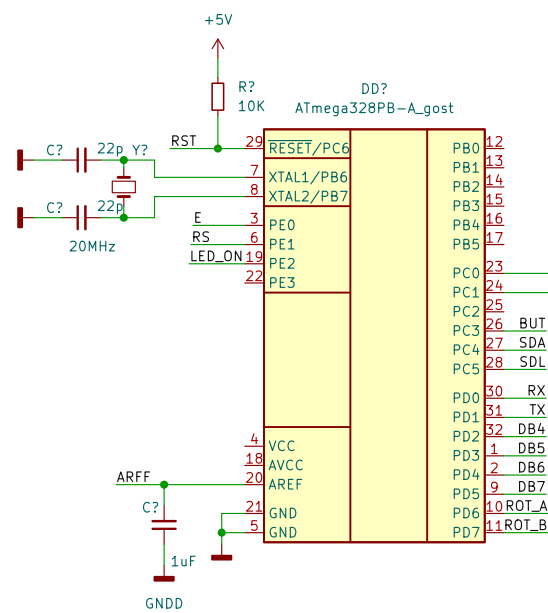 +5V
R?
10K
DD?
ATmega328PB-A_gost
RST
29 RESET/PC6
C? 22p Y?
7 XTAL1/PB6
8 XTAL2/PB7
C? 22p
20MHz
E 3 PE0
RS 6 PE1
LED_ON 19 PE2
22 PE3
4 VCC
18 AVCC
ARFF 20 AREF
21 GND
5 GND
C?
1uF
GNDD
PB0 12
PB1 13
PB2 14
PB3 15
PB4 16
PB5 17
PC0 23
PC1 24
PC2 25
PC3 26 BUT
PC4 27 SDA
PC5 28 SDL
PD0 30 RX
PD1 31 TX
PD2 32 DB4
PD3 1 DB5
PD4 2 DB6
PD5 9 DB7
PD6 10 ROT_A
PD7 11 ROT_B